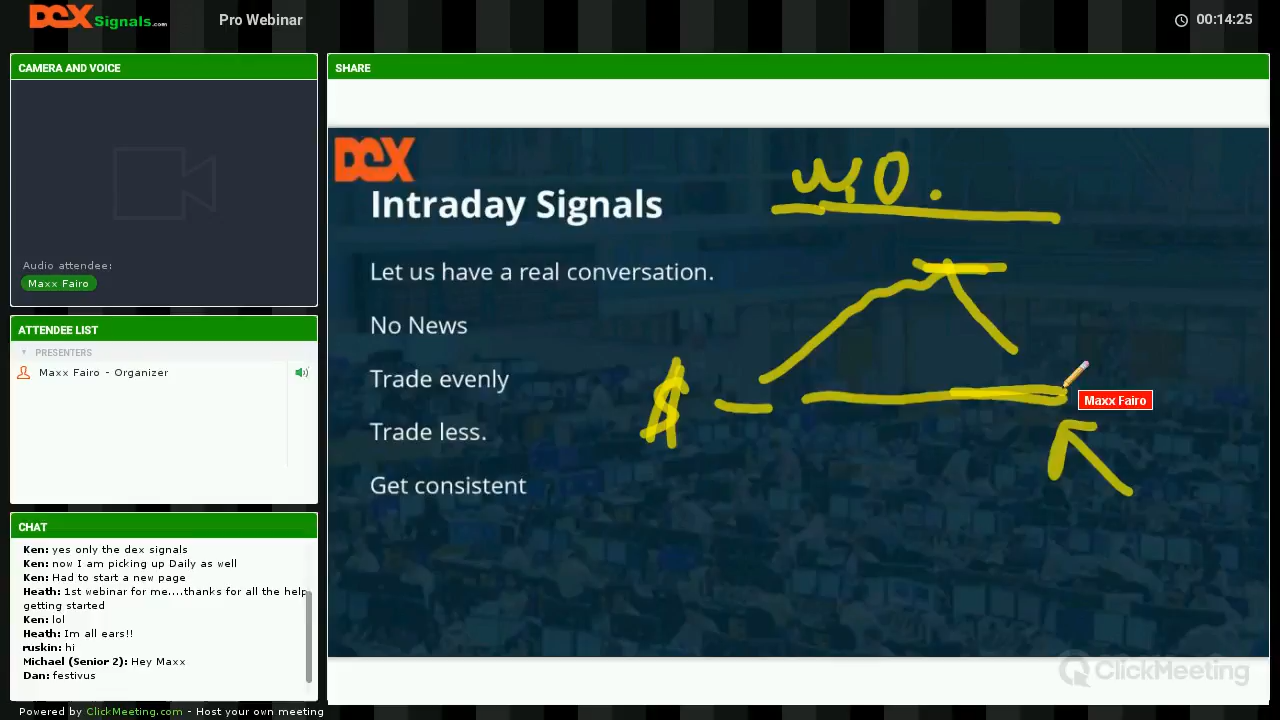 DEX Signals.com
Pro Webinar
00:14:25
CAMERA AND VOICE
Audio attendee:
Maxx Fairo
ATTENDEE LIST
PRESENTERS
Maxx Fairo - Organizer
CHAT
Ken: yes only the dex signals
Ken: now I am picking up Daily as well
Ken: Had to start a new page
Heath: 1st webinar for me....thanks for all the help
getting started
Ken: lol
Heath: Im all ears!!
ruskin: hi
Michael (Senior 2): Hey Maxx
Dan: festivus
SHARE
DEX
Intraday Signals
Let us have a real conversation.
No News
Trade evenly
Trade less.
Get consistent
$
Maxx Fairo
ClickMeeting
Powered by ClickMeeting.com - Host your own meeting